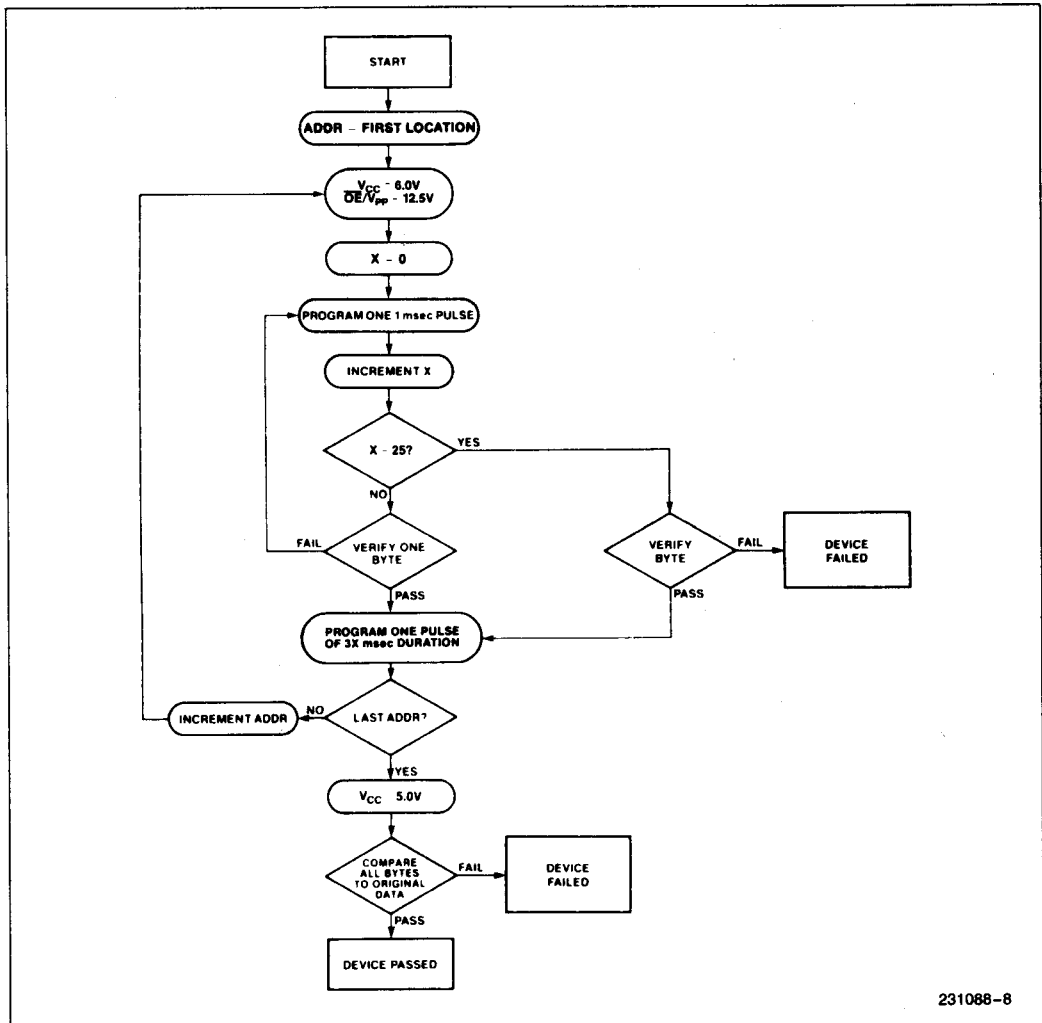 START
ADDR – FIRST LOCATION
VCC – 6.0V
OE/Vpp – 12.5V
X – 0
PROGRAM ONE 1 msec PULSE
INCREMENT X
X – 25?
YES
NO
VERIFY ONE
BYTE
FAIL
PASS
VERIFY
BYTE
FAIL
PASS
DEVICE
FAILED
PROGRAM ONE PULSE
OF 3X msec DURATION
LAST ADDR?
NO
INCREMENT ADDR
YES
VCC 5.0V
COMPARE
ALL BYTES
TO ORIGINAL
DATA
FAIL
DEVICE
FAILED
PASS
DEVICE PASSED
231088–8